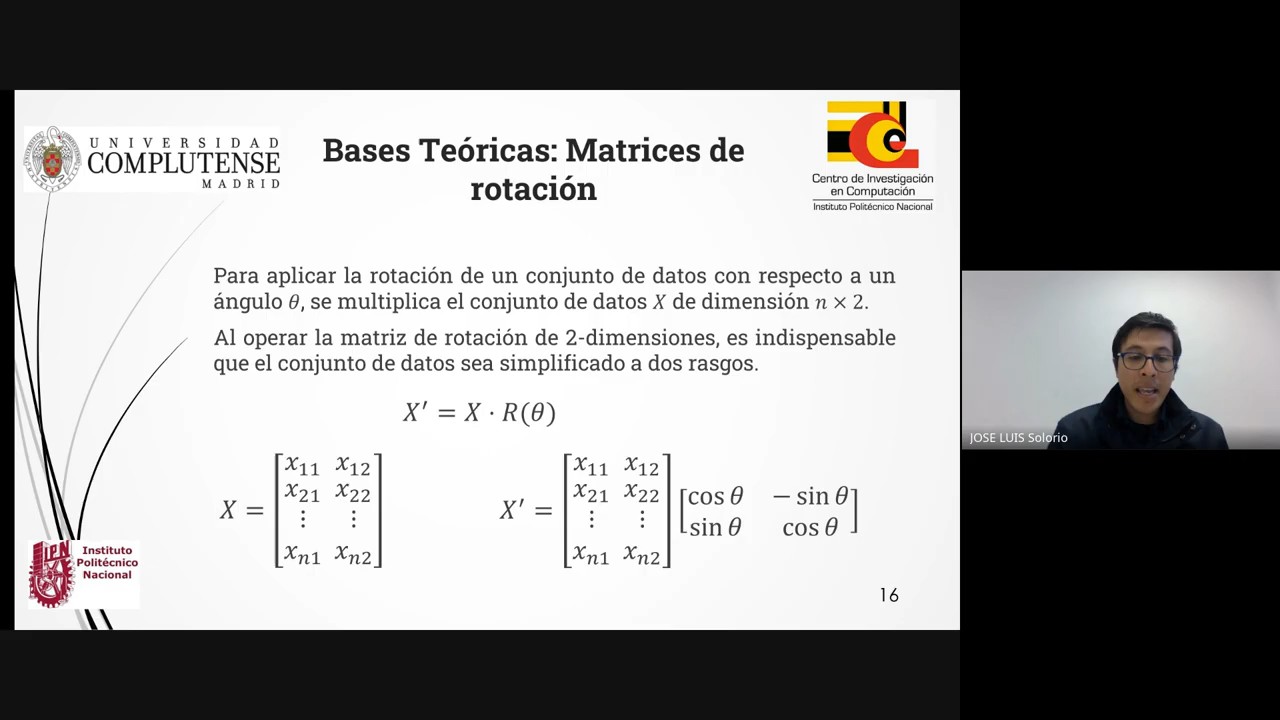 UNIVERSIDAD
COMPLUTENSE
MADRID
Bases Teóricas: Matrices de
rotación
Centro de Investigación
en Computación
Instituto Politécnico Nacional
Para aplicar la rotación de un conjunto de datos con respecto a un
ángulo θ, se multiplica el conjunto de datos X de dimensión n × 2.
Al operar la matriz de rotación de 2-dimensiones, es indispensable
que el conjunto de datos sea simplificado a dos rasgos.
X′ = X · R(θ)
X = [x11 x12
x21 x22
⋮ ⋮
xn1 xn2]
X′ = [x11 x12
x21 x22
⋮ ⋮
xn1 xn2] [cos θ − sin θ
sin θ cos θ]
IPN
Instituto
Politécnico
Nacional
16
JOSE LUIS Solorio